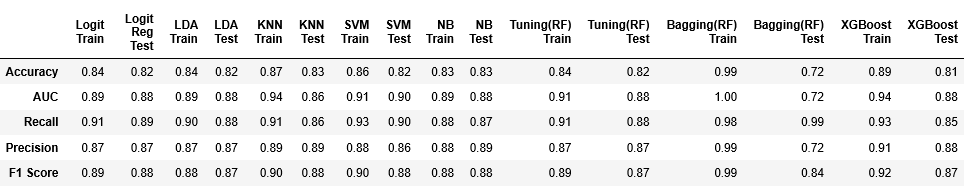 Logit Train Logit Reg Test LDA Train LDA Test KNN Train KNN Test SVM Train SVM Test NB Train NB Test Tuning(RF) Train Tuning(RF) Test Bagging(RF) Train Bagging(RF) Test XGBoost Train XGBoost Test
Accuracy 0.84 0.82 0.84 0.82 0.87 0.83 0.86 0.82 0.83 0.83 0.84 0.82 0.99 0.72 0.89 0.81
AUC 0.89 0.88 0.89 0.88 0.94 0.86 0.91 0.90 0.89 0.88 0.91 0.88 1.00 0.72 0.94 0.88
Recall 0.91 0.89 0.90 0.88 0.91 0.86 0.93 0.90 0.88 0.87 0.91 0.88 0.98 0.99 0.93 0.85
Precision 0.87 0.87 0.87 0.87 0.89 0.89 0.88 0.86 0.88 0.89 0.87 0.87 0.99 0.72 0.91 0.88
F1 Score 0.89 0.88 0.88 0.87 0.90 0.88 0.90 0.88 0.88 0.88 0.89 0.87 0.99 0.84 0.92 0.87